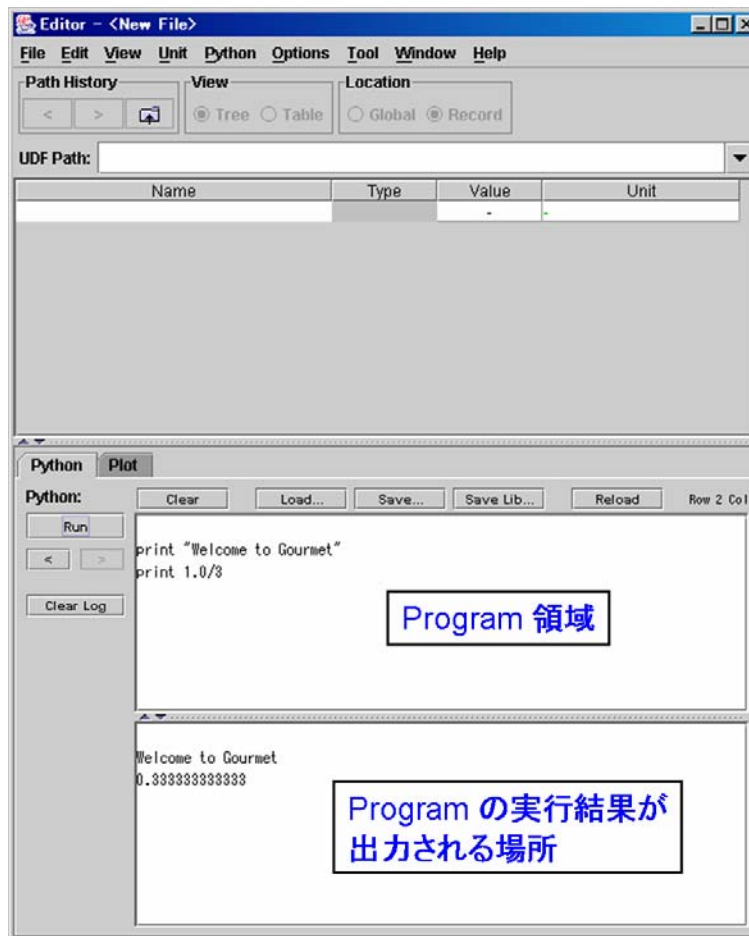 Editor - <New File>
File Edit View Unit Python Options Tool Window Help
Path History View Location
< > Tree Table Global Record
UDF Path:
Name Type Value Unit
- -
Python Plot
Python: Clear Load... Save... Save Lib... Reload Row 2 Col
Run
< >
Clear Log
print "Welcome to Gourmet"
print 1.0/3
Program 領域
Welcome to Gourmet
0.333333333333
Program の実行結果が
出力される場所